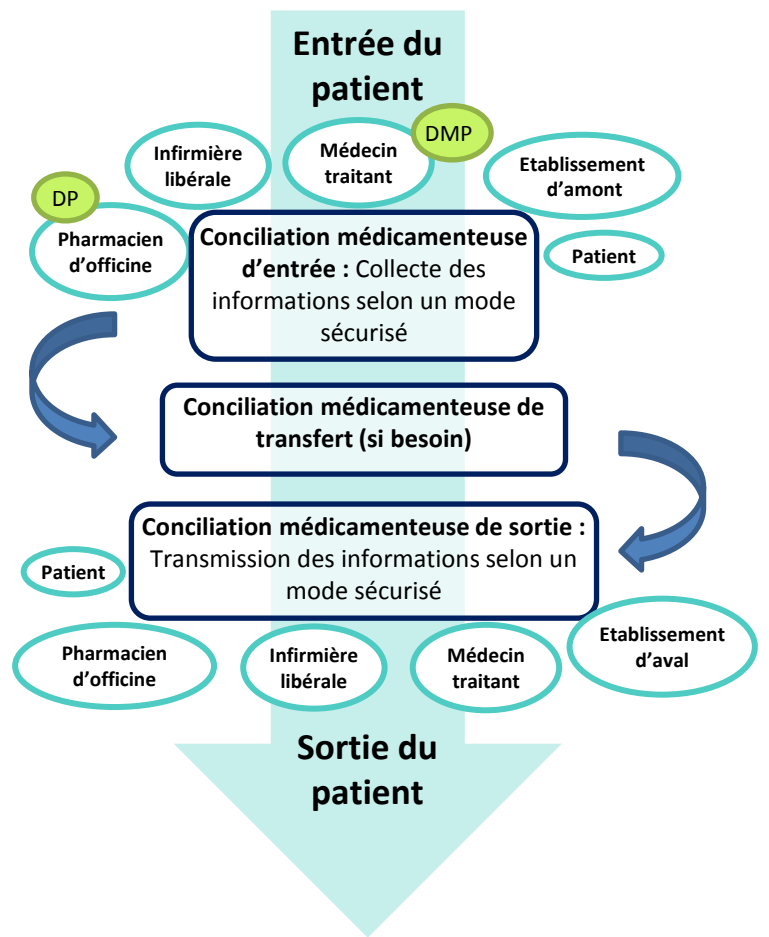 Entrée du
patient
DMP
Infirmière
libérale
Médecin
traitant
Etablissement
d'amont
DP
Pharmacien
d'officine
Conciliation médicamenteuse
d'entrée : Collecte des
informations selon un mode
sécurisé
Patient
Conciliation médicamenteuse de
transfert (si besoin)
Conciliation médicamenteuse de sortie :
Transmission des informations selon un
mode sécurisé
Patient
Pharmacien
d'officine
Infirmière
libérale
Médecin
traitant
Etablissement
d'aval
Sortie du
patient